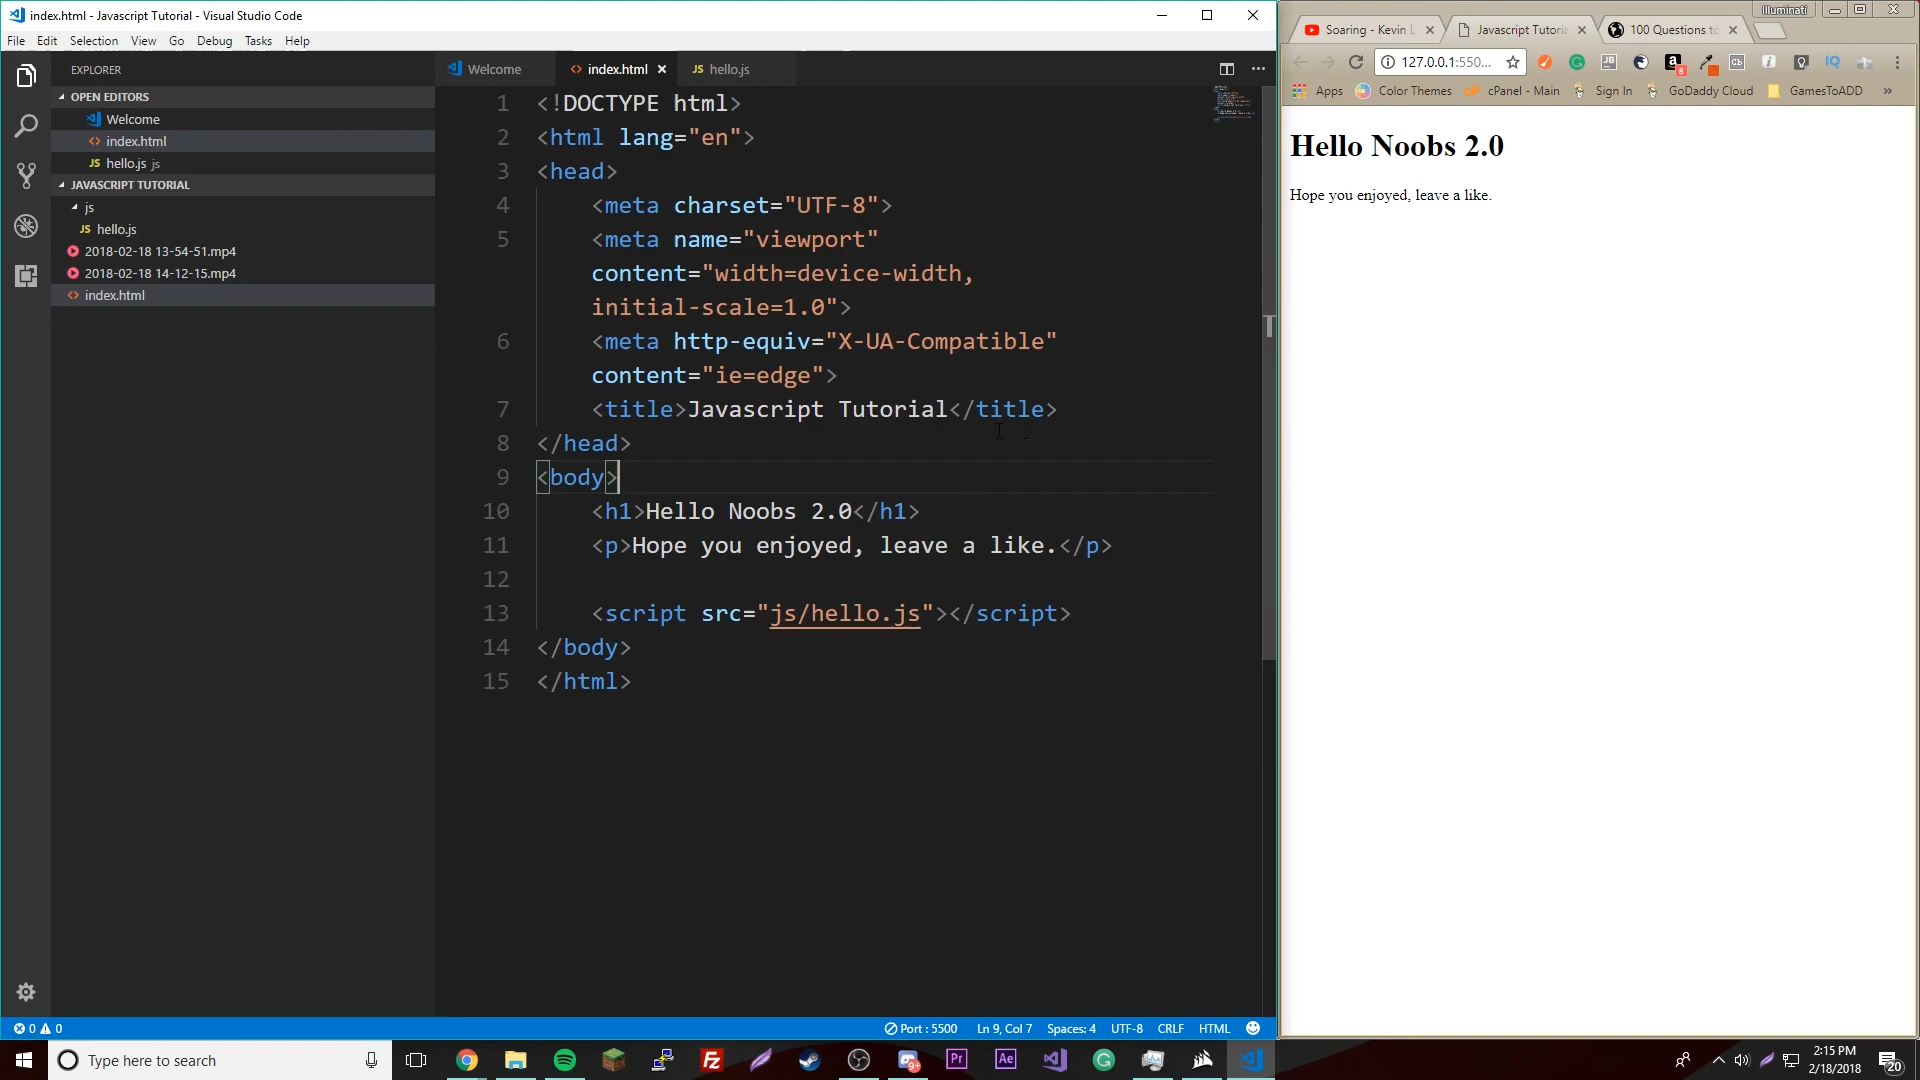 index.html - Javascript Tutorial - Visual Studio Code
File Edit Selection View Go Debug Tasks Help
EXPLORER
OPEN EDITORS
Welcome
index.html
JS hello.js js
JAVASCRIPT TUTORIAL
js
JS hello.js
2018-02-18 13-54-51.mp4
2018-02-18 14-12-15.mp4
<> index.html
Welcome <> index.html × JS hello.js
1 <!DOCTYPE html>
2 <html lang="en">
3 <head>
4 <meta charset="UTF-8">
5 <meta name="viewport"
content="width=device-width,
initial-scale=1.0">
6 <meta http-equiv="X-UA-Compatible"
content="ie=edge">
7 <title>Javascript Tutorial</title>
8 </head>
9 <body>
10 <h1>Hello Noobs 2.0</h1>
11 <p>Hope you enjoyed, leave a like.</p>
12
13 <script src="js/hello.js"></script>
14 </body>
15 </html>
0 0
Port : 5500 Ln 9, Col 7 Spaces: 4 UTF-8 CRLF HTML
Illuminati
Soaring - Kevin Javascript Tutoria 100 Questions to
127.0.0.1:550...
Apps Color Themes cPanel - Main Sign In GoDaddy Cloud GamesToADD »
Hello Noobs 2.0
Hope you enjoyed, leave a like.
Type here to search
9+ Pr Ae
2:15 PM
2/18/2018
20